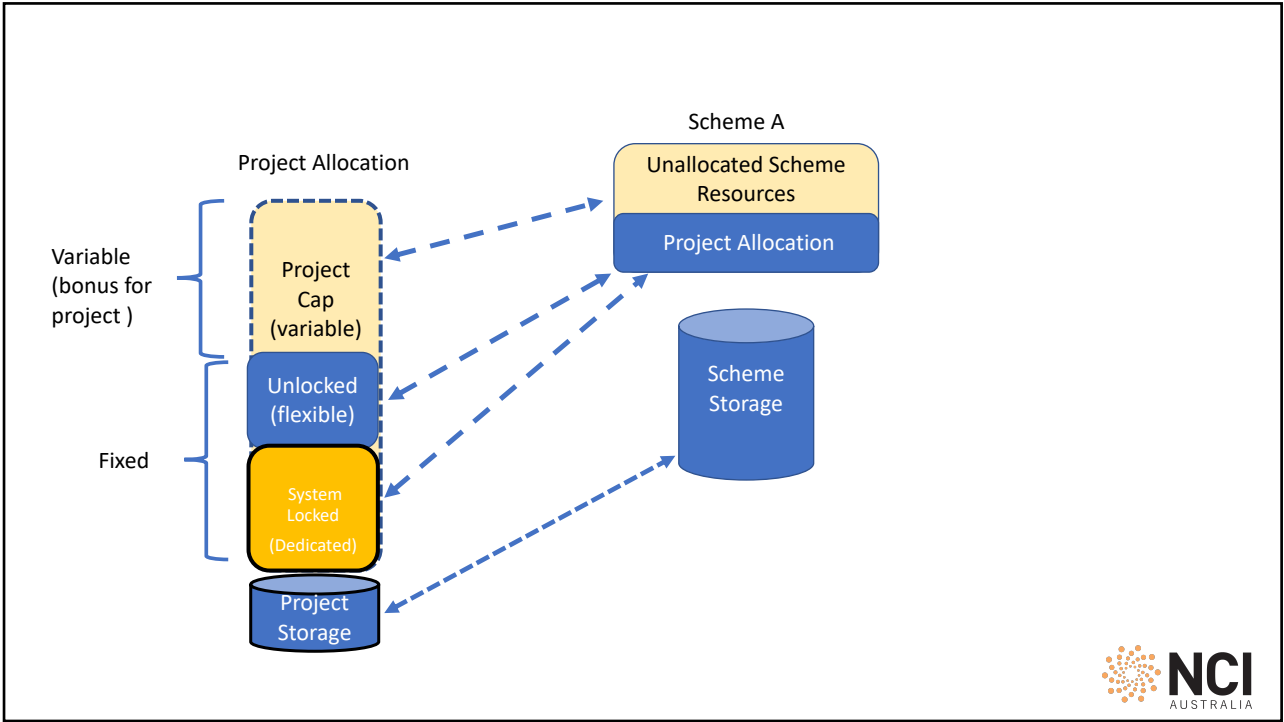 Scheme A
Project Allocation
Unallocated Scheme
Resources
Project Allocation
Variable
(bonus for
project )
Project
Cap
(variable)
Unlocked
(flexible)
Scheme
Storage
Fixed
System
Locked
(Dedicated)
Project
Storage
NCI
AUSTRALIA